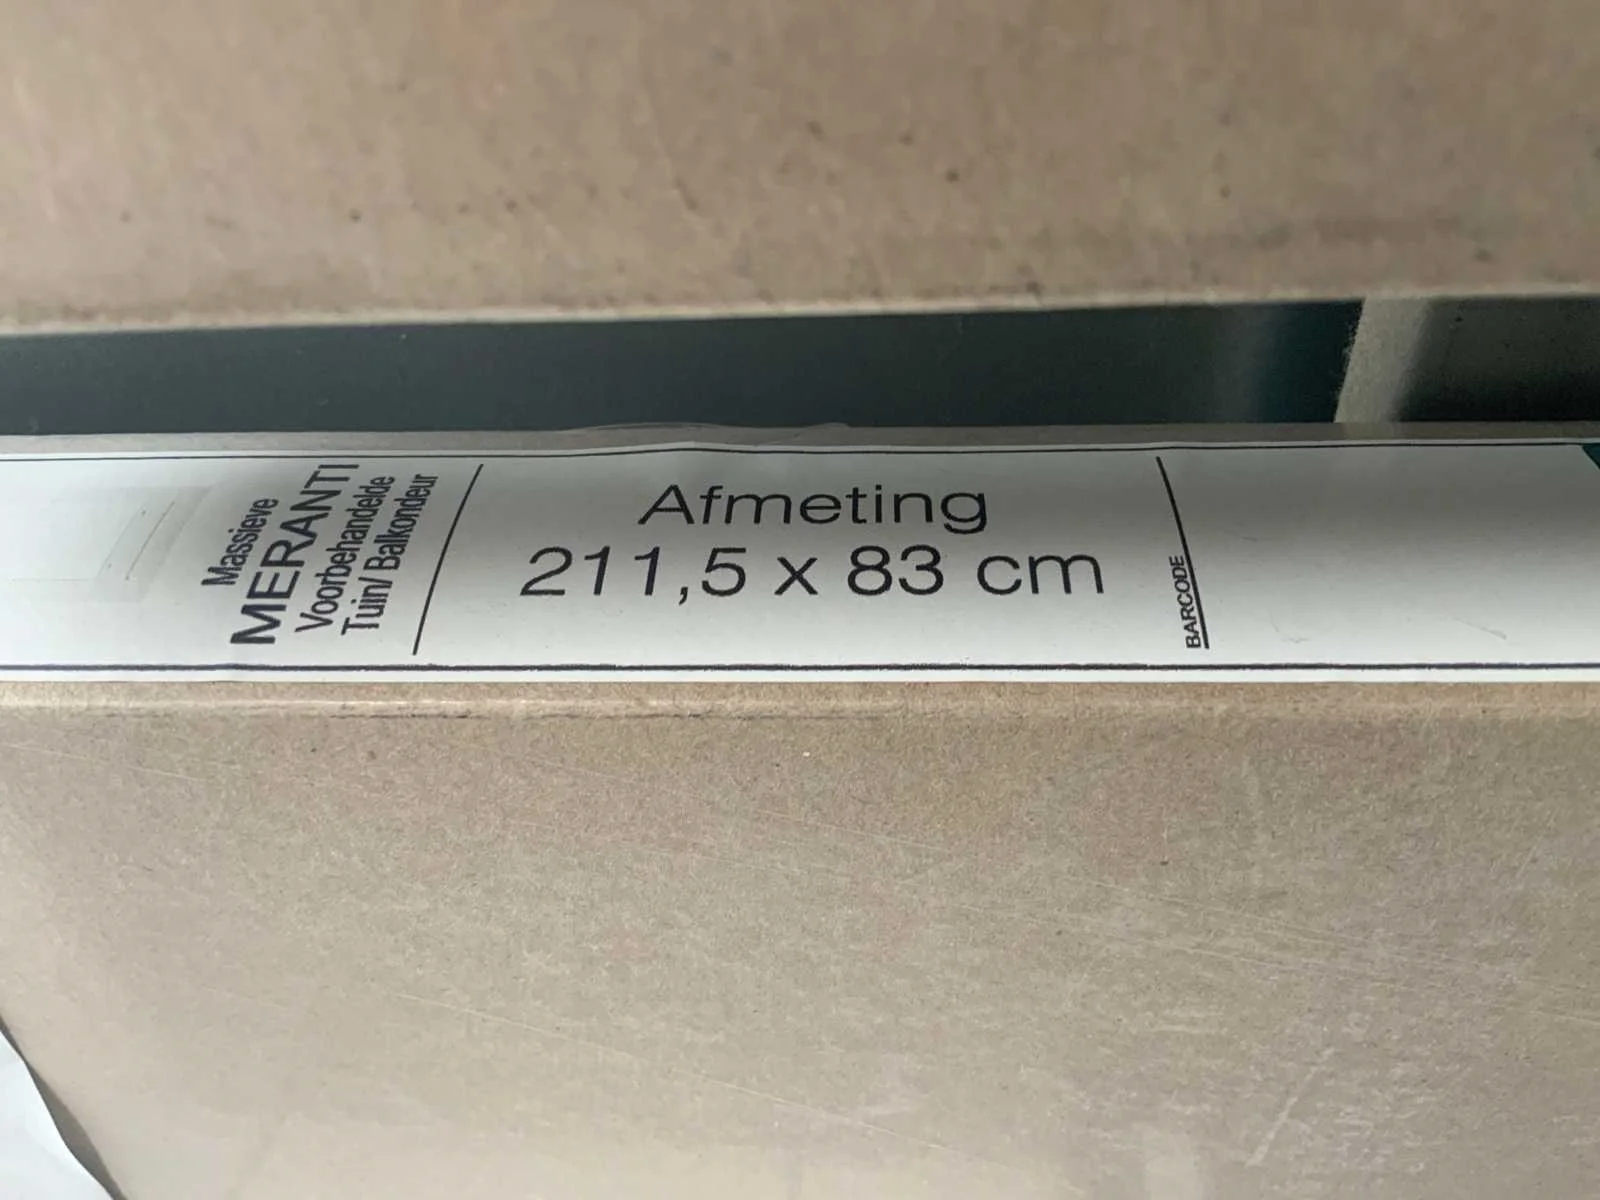 Massieve
MERANTI
Voorbehandelde
Tuin/ Balkondeur
Afmeting
211,5 x 83 cm
BARCODE